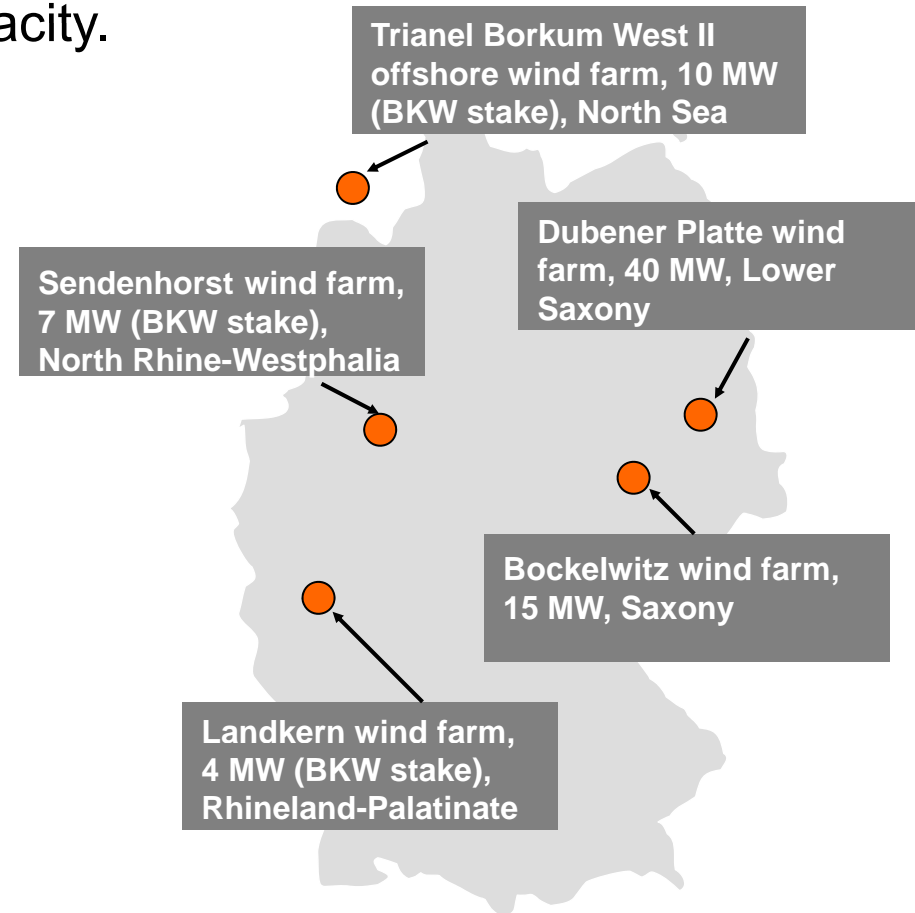 acity.
Trianel Borkum West II
offshore wind farm, 10 MW
(BKW stake), North Sea
Dubener Platte wind
farm, 40 MW, Lower
Saxony
Sendenhorst wind farm,
7 MW (BKW stake),
North Rhine-Westphalia
Bockelwitz wind farm,
15 MW, Saxony
Landkern wind farm,
4 MW (BKW stake),
Rhineland-Palatinate